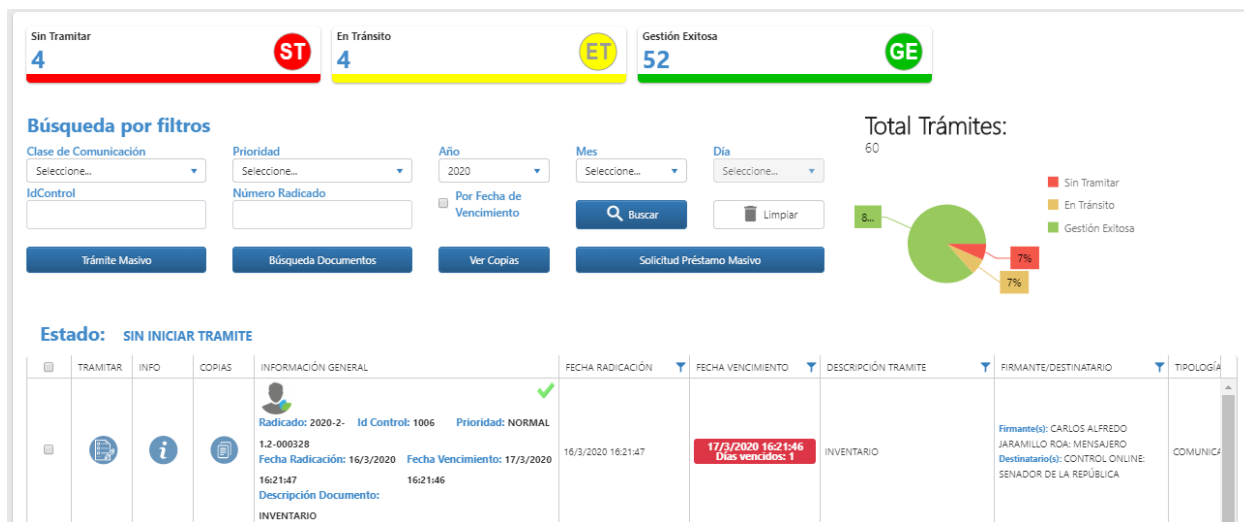 Sin Tramitar
4
ST
En Tránsito
4
ET
Gestión Exitosa
52
GE
Búsqueda por filtros
Clase de Comunicación
Prioridad
Año
Mes
Día
Seleccione...
Seleccione...
2020
Seleccione...
Seleccione...
IdControl
Número Radicado
Por Fecha de
Vencimiento
Buscar
Limpiar
Trámite Masivo
Búsqueda Documentos
Ver Copias
Solicitud Préstamo Masivo
Total Trámites:
60
8...
7%
7%
Sin Tramitar
En Tránsito
Gestión Exitosa
Estado: SIN INICIAR TRAMITE
TRAMITAR
INFO
COPIAS
INFORMACIÓN GENERAL
FECHA RADICACIÓN
FECHA VENCIMIENTO
DESCRIPCIÓN TRAMITE
FIRMANTE/DESTINATARIO
TIPOLOGÍA
Radicado: 2020-2- Id Control: 1006 Prioridad: NORMAL
1.2-000328
Fecha Radicación: 16/3/2020 Fecha Vencimiento: 17/3/2020
16:21:47 16:21:46
Descripción Documento:
INVENTARIO
16/3/2020 16:21:47
17/3/2020 16:21:46
Días vencidos: 1
INVENTARIO
Firmante(s): CARLOS ALFREDO
JARAMILLO ROA: MENSAJERO
Destinatario(s): CONTROL ONLINE:
SENADOR DE LA REPÚBLICA
COMUNICA